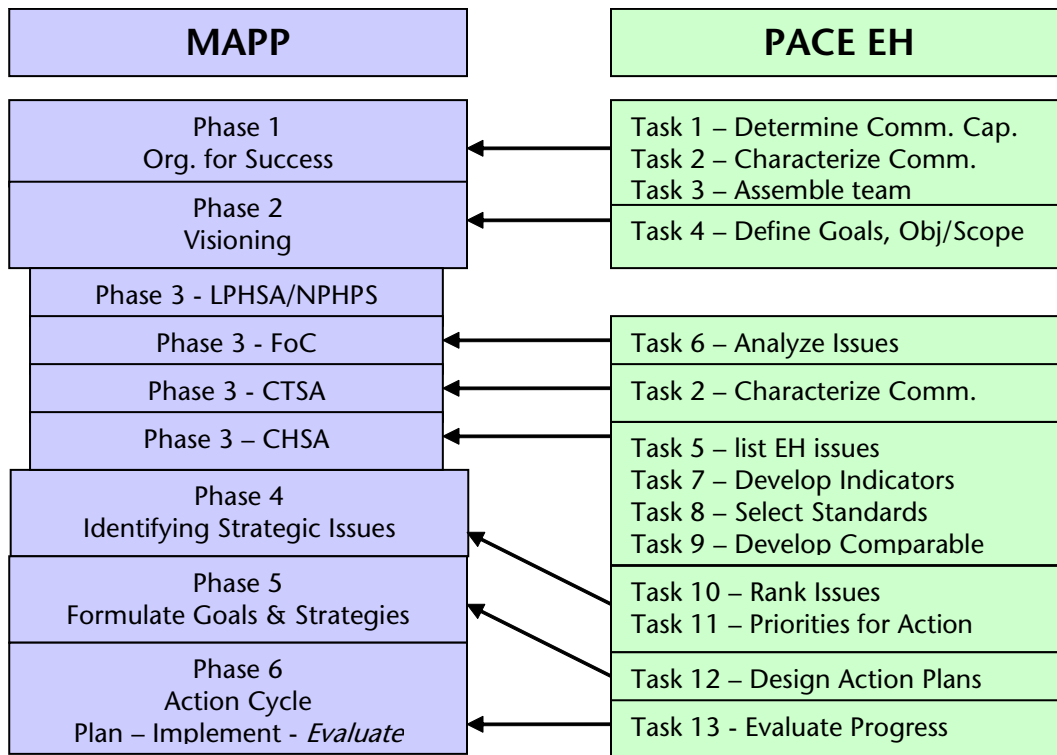 MAPP
Phase 1
Org. for Success
Phase 2
Visioning
Phase 3 - LPHSA/NPHPS
Phase 3 - FoC
Phase 3 - CTSA
Phase 3 – CHSA
Phase 4
Identifying Strategic Issues
Phase 5
Formulate Goals & Strategies
Phase 6
Action Cycle
Plan – Implement - Evaluate
PACE EH
Task 1 – Determine Comm. Cap.
Task 2 – Characterize Comm.
Task 3 – Assemble team
Task 4 – Define Goals, Obj/Scope
Task 6 – Analyze Issues
Task 2 – Characterize Comm.
Task 5 – list EH issues
Task 7 – Develop Indicators
Task 8 – Select Standards
Task 9 – Develop Comparable
Task 10 – Rank Issues
Task 11 – Priorities for Action
Task 12 – Design Action Plans
Task 13 - Evaluate Progress